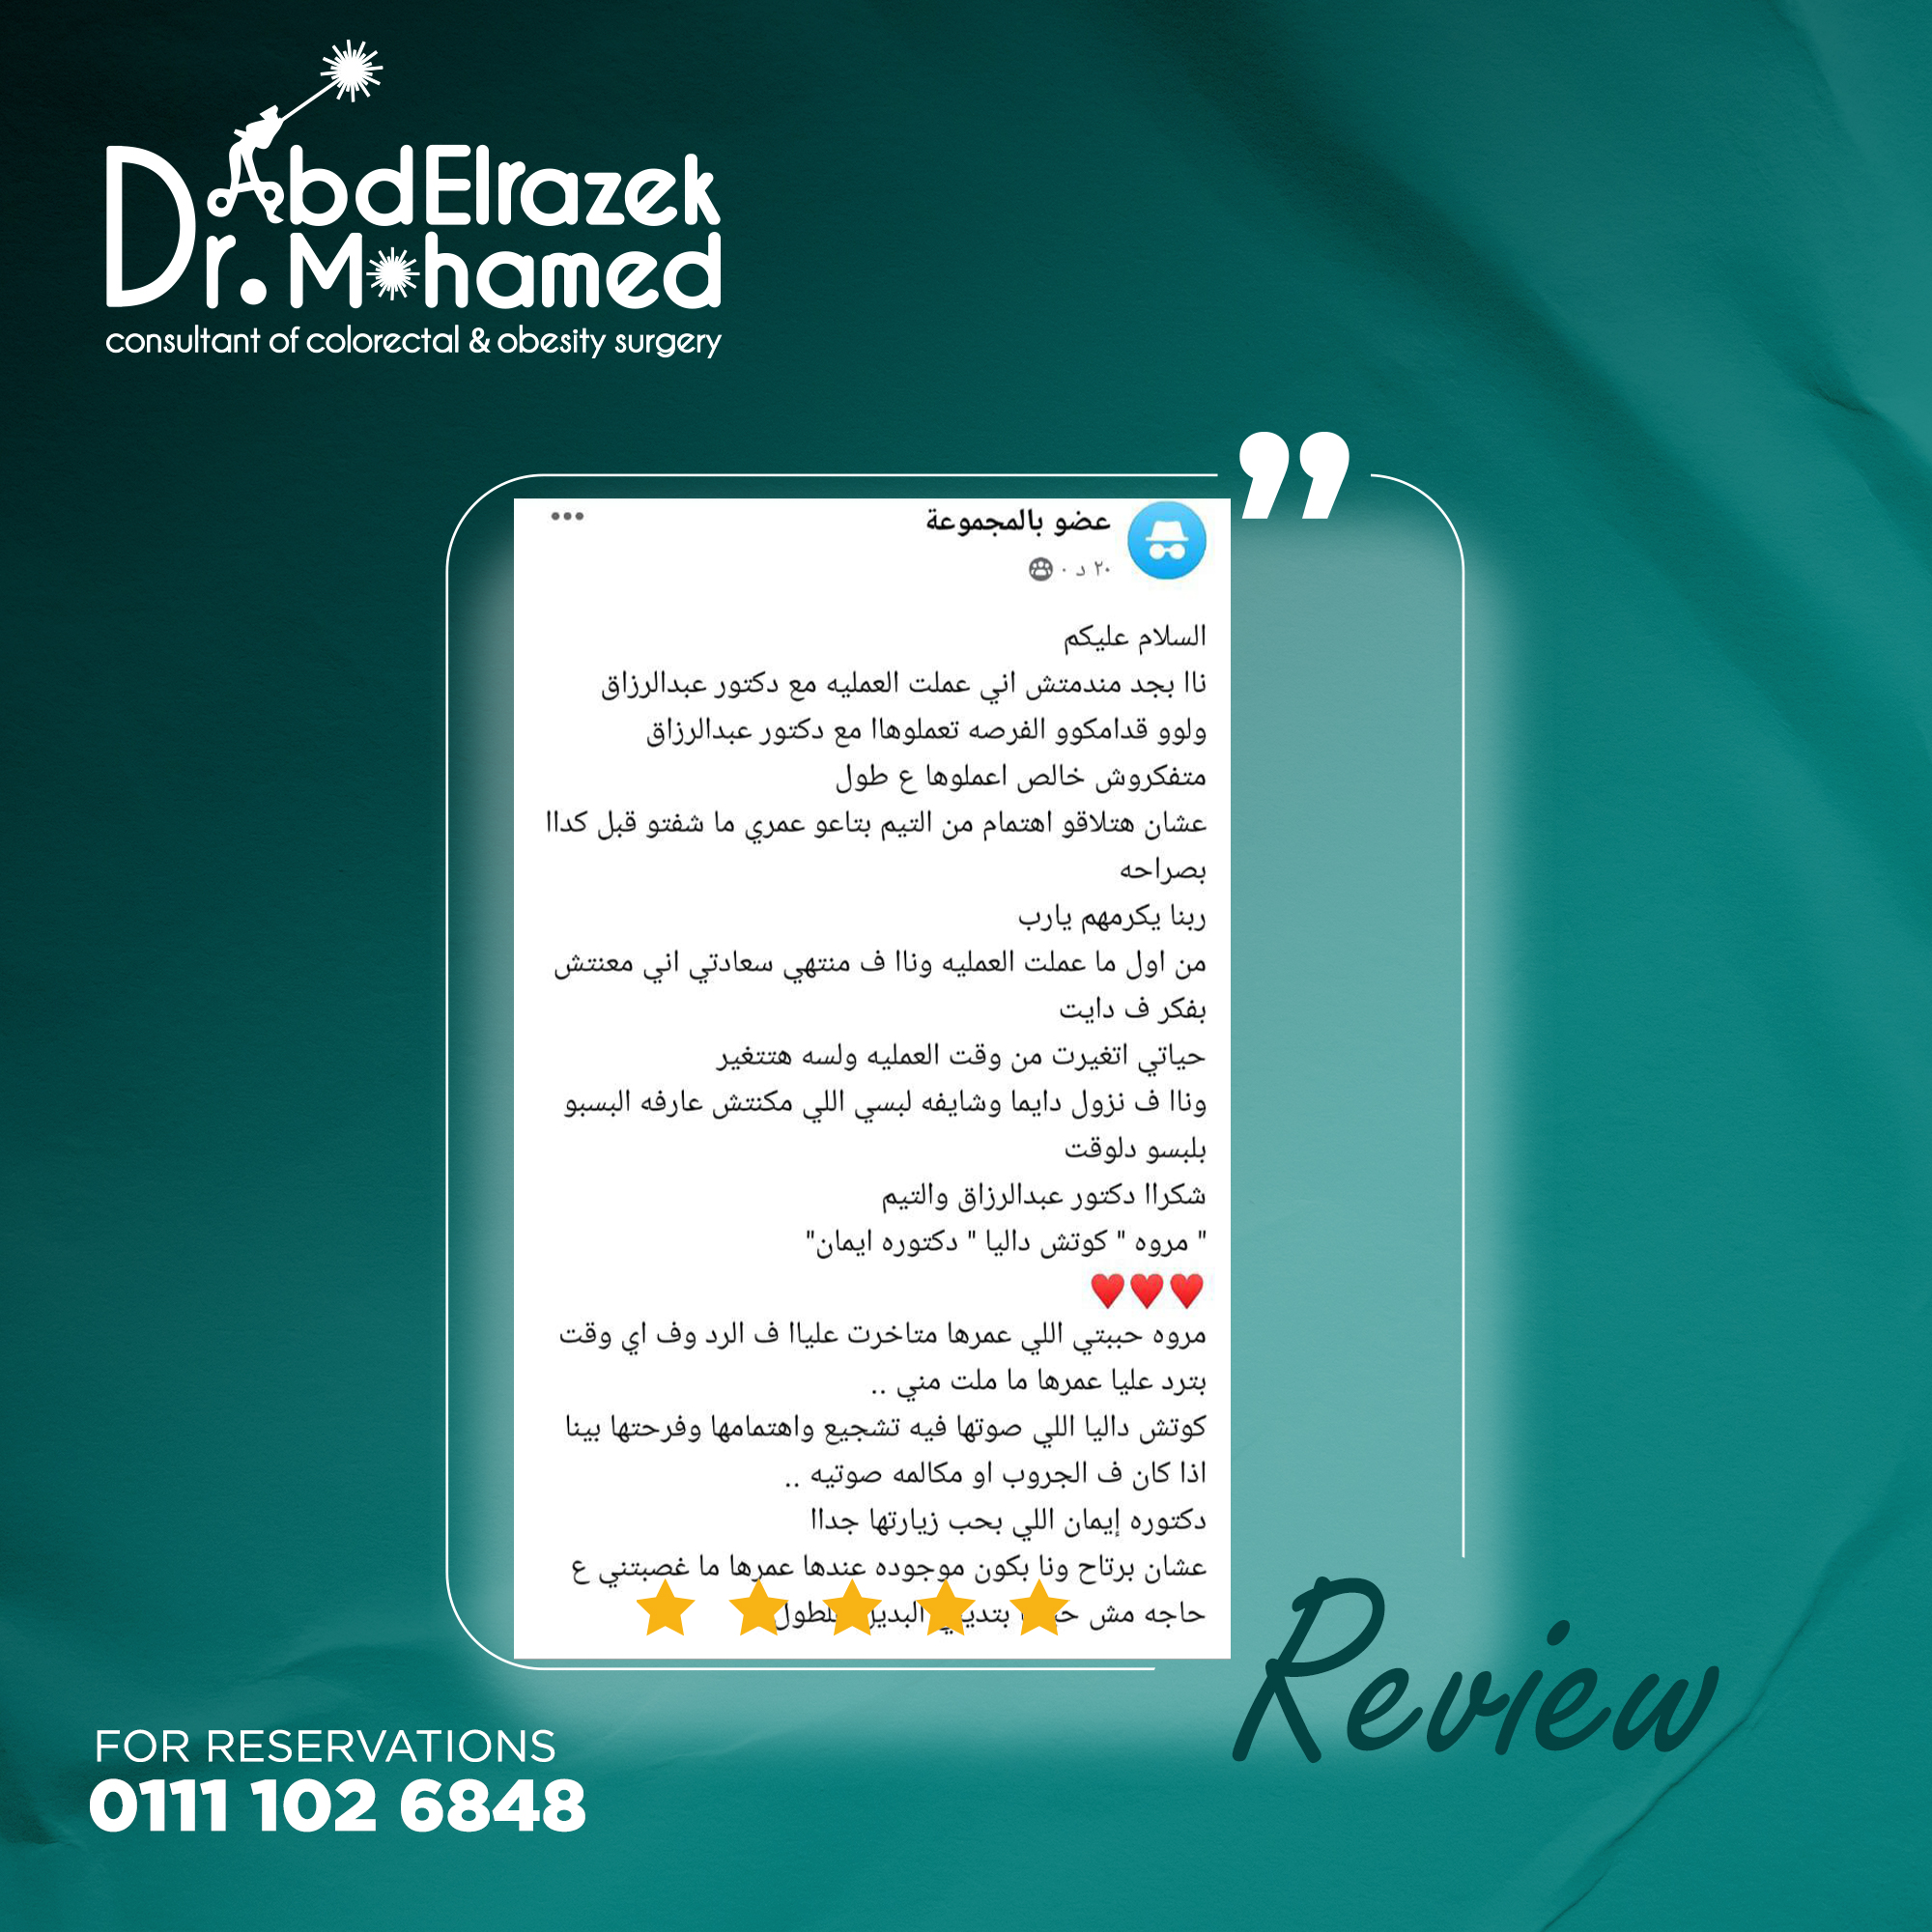 Dr. AbdElrazek
Mohamed
consultant of colorectal & obesity surgery
عضو بالمجموعة
٢٠ د ·
السلام عليكم
ناا بجد مندمتش اني عملت العمليه مع دكتور عبدالرزاق
ولوو قدامكوو الفرصه تعملوهاا مع دكتور عبدالرزاق
متفكروش خالص اعملوها ع طول
عشان هتلاقو اهتمام من التيم بتاعو عمري ما شفتو قبل كداا
بصراحه
ربنا يكرمهم يارب
من اول ما عملت العمليه وناا ف منتهي سعادتي اني معنتش
بفكر ف دايت
حياتي اتغيرت من وقت العمليه ولسه هتتغير
وناا ف نزول دايما وشايفه لبسي اللي مكنتش عارفه البسبو
بلبسو دلوقت
شكراا دكتور عبدالرزاق والتيم
" مروه " كوتش داليا " دكتوره ايمان"
♥️♥️♥️
مروه حببتي اللي عمرها متاخرت علياا ف الرد وف اي وقت
بترد عليا عمرها ما ملت مني ..
كوتش داليا اللي صوتها فيه تشجيع واهتمامها وفرحتها بينا
اذا كان ف الجروب او مكالمه صوتيه ..
دكتوره إيمان اللي بحب زيارتها جداا
عشان برتاح ونا بكون موجوده عندها عمرها ما غصبتني ع
حاجه مش البديل
Review
FOR RESERVATIONS
0111 102 6848